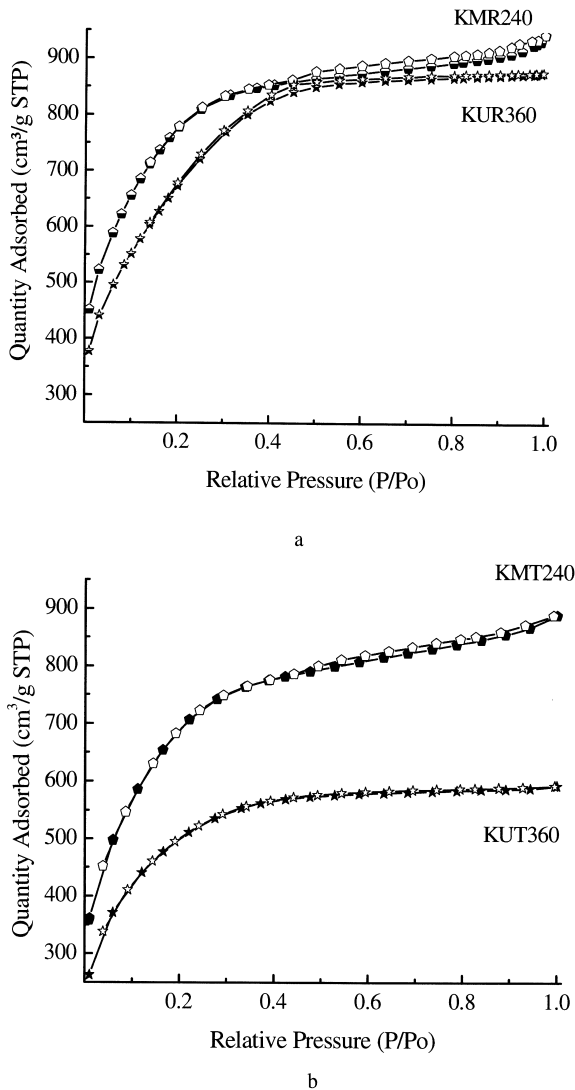 KMR240
900
800
KUR360
700
600
500
400
300
0.2 0.4 0.6 0.8 1.0
Quantity Adsorbed (cm³/g STP)
Relative Pressure (P/Po)
a
KMT240
900
800
700
600
500
KUT360
400
300
0.2 0.4 0.6 0.8 1.0
Quantity Adsorbed (cm³/g STP)
Relative Pressure (P/Po)
b